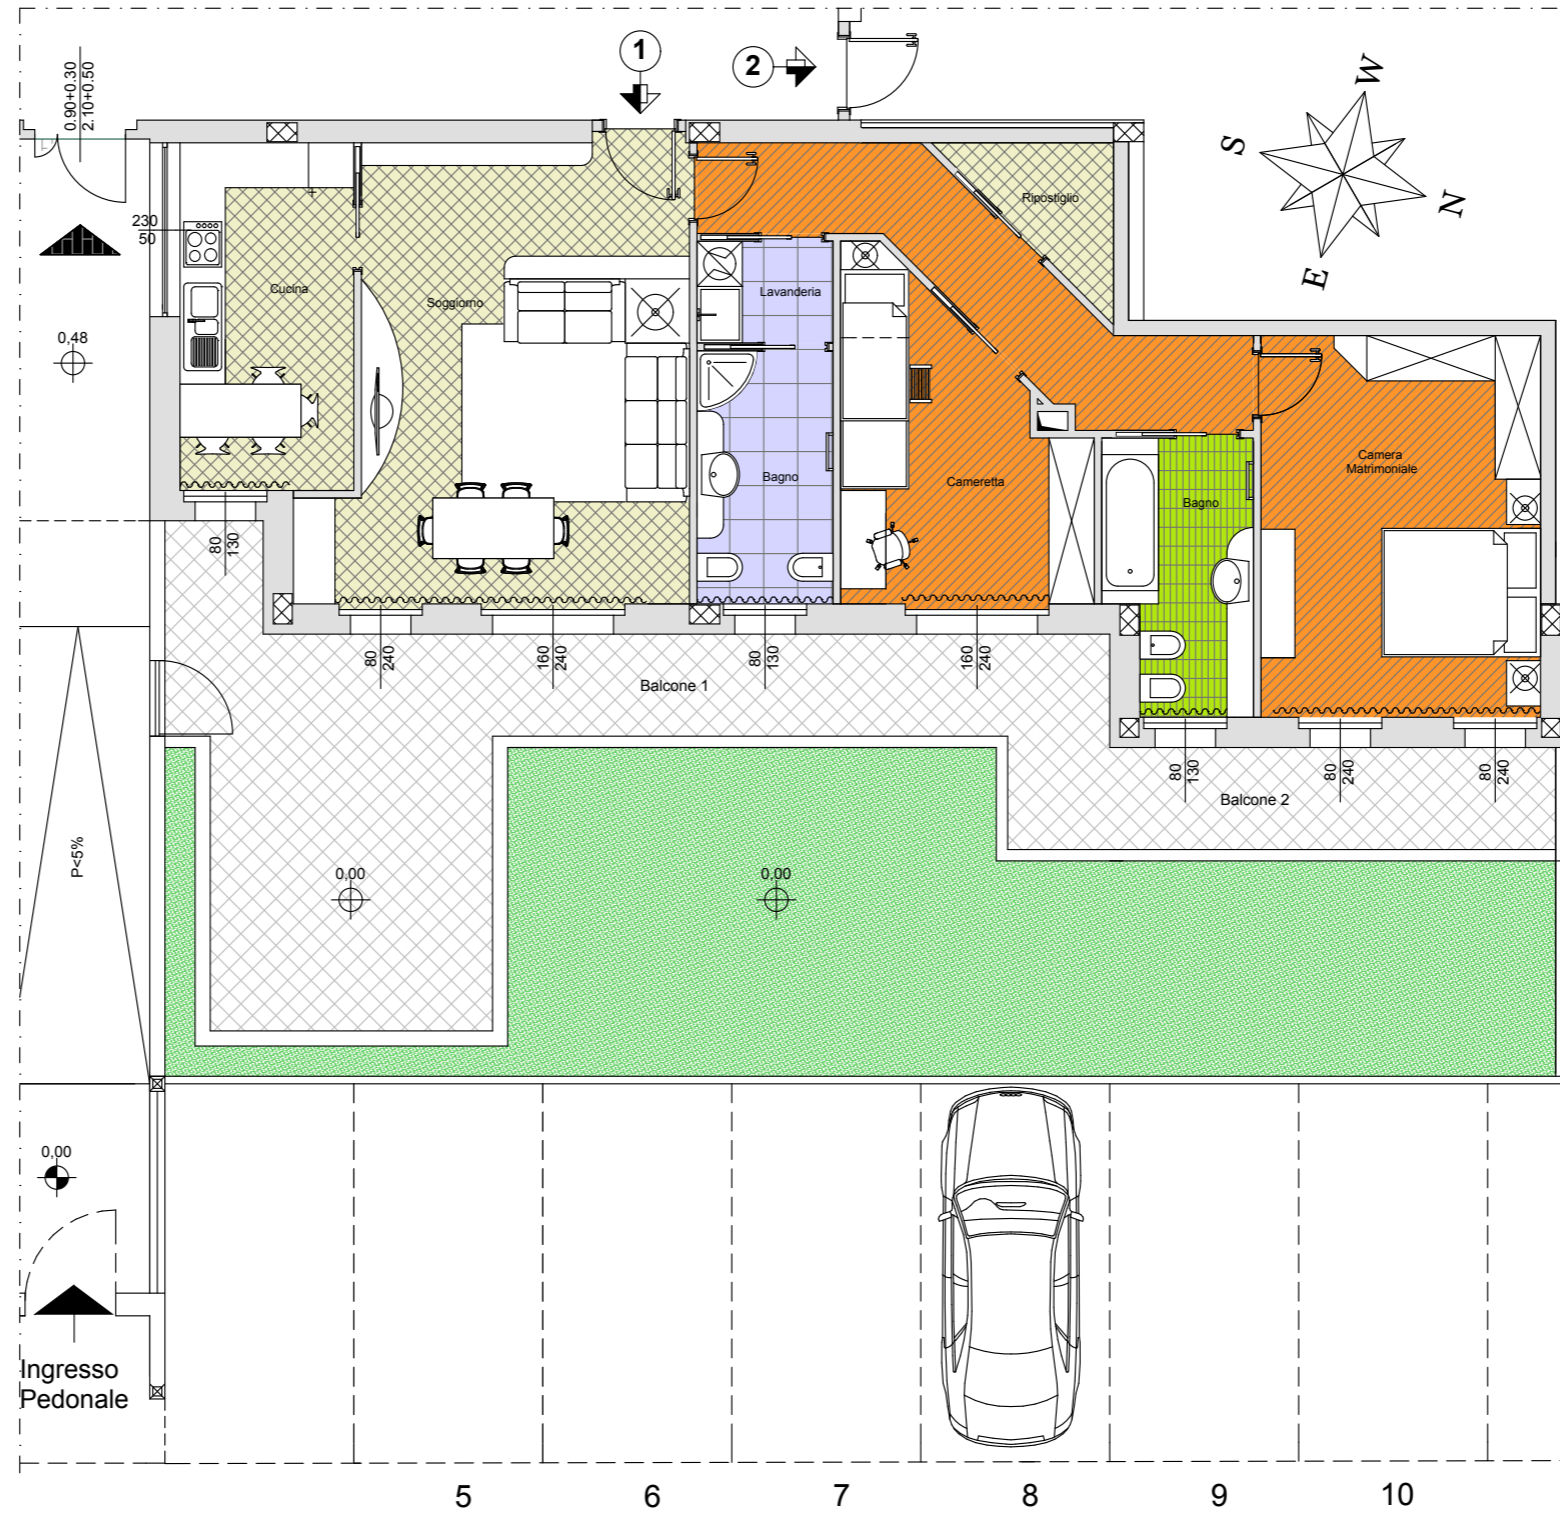 1
2
0.90+0.30
2.10+0.50
W
S
N
E
Ripostiglio
230
50
Cucina
Soggiorno
Lavanderia
0,48
Camera
Matrimoniale
Bagno
Cameretta
Bagno
80
130
80
240
160
240
80
130
160
240
Balcone 1
80
130
80
240
80
240
Balcone 2
P<5%
0,00
0,00
0,00
Ingresso
Pedonale
5
6
7
8
9
10